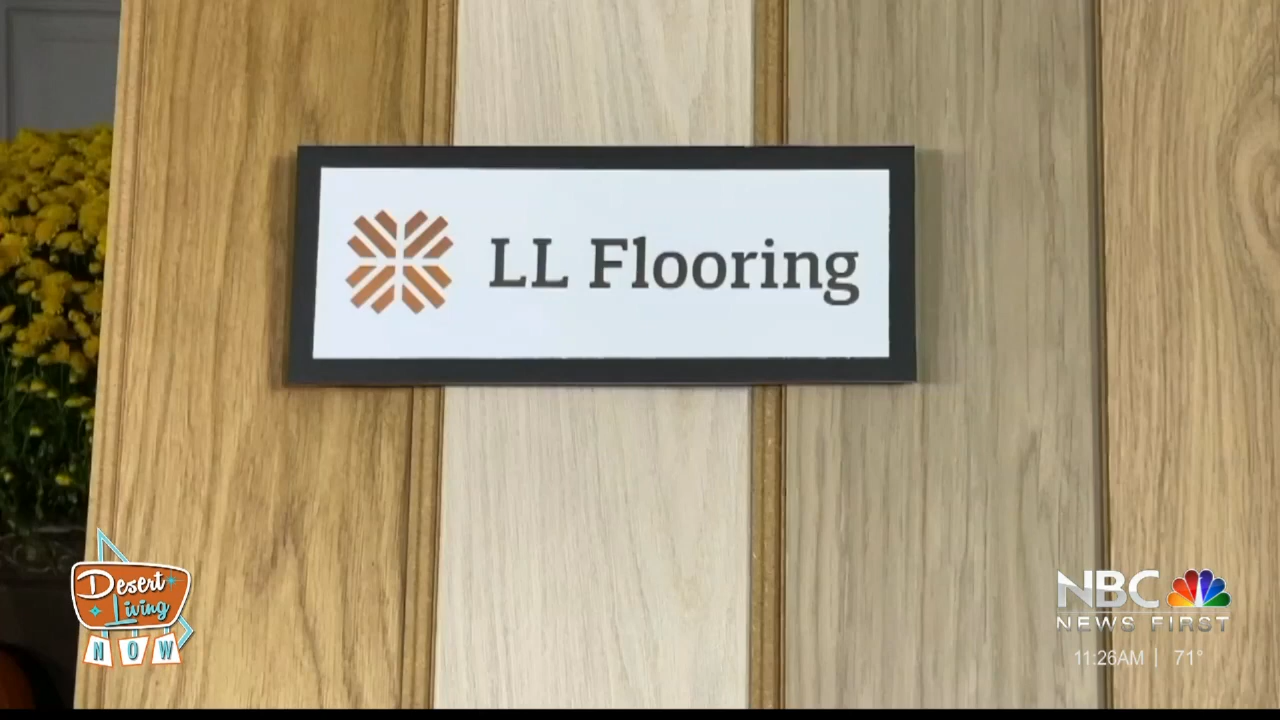 LL Flooring
Desert
Living
NOW
NBC
NEWS FIRST
11:26AM | 71°